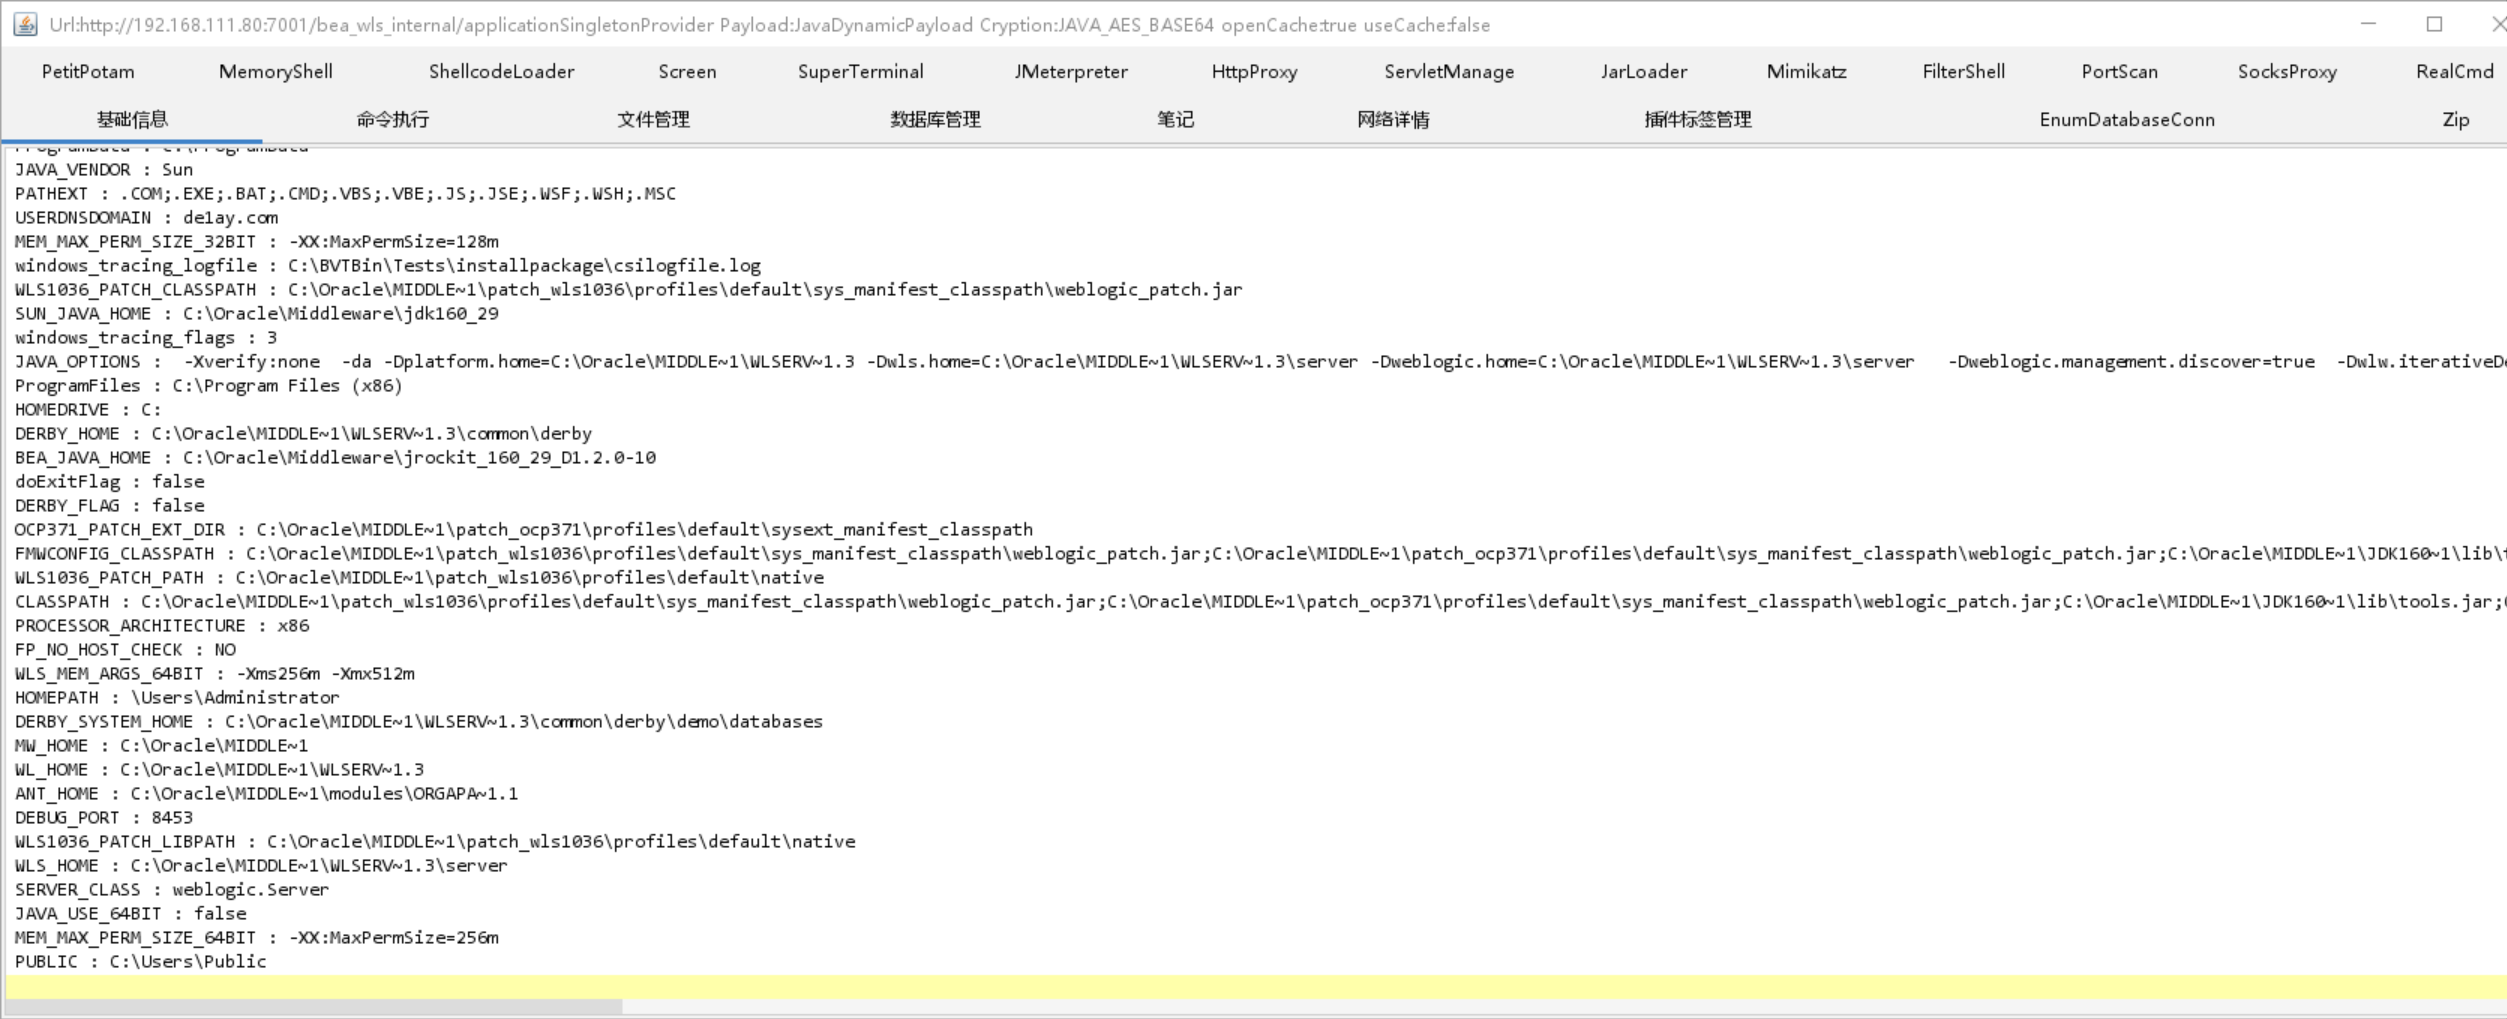 Url:http://192.168.111.80:7001/bea_wls_internal/applicationSingletonProvider Payload:JavaDynamicPayload Cryption:JAVA_AES_BASE64 openCache:true useCache:false
PetitPotam MemoryShell ShellcodeLoader Screen SuperTerminal JMeterpreter HttpProxy ServletManage JarLoader Mimikatz FilterShell PortScan SocksProxy RealCmd
基础信息 命令执行 文件管理 数据库管理 笔记 网络详情 插件标签管理 EnumDatabaseConn Zip
ProgramData : C:\ProgramData
JAVA_VENDOR : Sun
PATHEXT : .COM;.EXE;.BAT;.CMD;.VBS;.VBE;.JS;.JSE;.WSF;.WSH;.MSC
USERDNSDOMAIN : de1ay.com
MEM_MAX_PERM_SIZE_32BIT : -XX:MaxPermSize=128m
windows_tracing_logfile : C:\BVTBin\Tests\installpackage\csilogfile.log
WLS1036_PATCH_CLASSPATH : C:\Oracle\MIDDLE~1\patch_wls1036\profiles\default\sys_manifest_classpath\weblogic_patch.jar
SUN_JAVA_HOME : C:\Oracle\Middleware\jdk160_29
windows_tracing_flags : 3
JAVA_OPTIONS :  -Xverify:none  -da -Dplatform.home=C:\Oracle\MIDDLE~1\WLSERV~1.3 -Dwls.home=C:\Oracle\MIDDLE~1\WLSERV~1.3\server -Dweblogic.home=C:\Oracle\MIDDLE~1\WLSERV~1.3\server   -Dweblogic.management.discover=true  -Dwlw.iterativeDe
ProgramFiles : C:\Program Files (x86)
HOMEDRIVE : C:
DERBY_HOME : C:\Oracle\MIDDLE~1\WLSERV~1.3\common\derby
BEA_JAVA_HOME : C:\Oracle\Middleware\jrockit_160_29_D1.2.0-10
doExitFlag : false
DERBY_FLAG : false
OCP371_PATCH_EXT_DIR : C:\Oracle\MIDDLE~1\patch_ocp371\profiles\default\sysext_manifest_classpath
FMWCONFIG_CLASSPATH : C:\Oracle\MIDDLE~1\patch_wls1036\profiles\default\sys_manifest_classpath\weblogic_patch.jar;C:\Oracle\MIDDLE~1\patch_ocp371\profiles\default\sys_manifest_classpath\weblogic_patch.jar;C:\Oracle\MIDDLE~1\JDK160~1\lib\
WLS1036_PATCH_PATH : C:\Oracle\MIDDLE~1\patch_wls1036\profiles\default\native
CLASSPATH : C:\Oracle\MIDDLE~1\patch_wls1036\profiles\default\sys_manifest_classpath\weblogic_patch.jar;C:\Oracle\MIDDLE~1\patch_ocp371\profiles\default\sys_manifest_classpath\weblogic_patch.jar;C:\Oracle\MIDDLE~1\JDK160~1\lib\tools.jar;
PROCESSOR_ARCHITECTURE : x86
FP_NO_HOST_CHECK : NO
WLS_MEM_ARGS_64BIT : -Xms256m -Xmx512m
HOMEPATH : \Users\Administrator
DERBY_SYSTEM_HOME : C:\Oracle\MIDDLE~1\WLSERV~1.3\common\derby\demo\databases
MW_HOME : C:\Oracle\MIDDLE~1
WL_HOME : C:\Oracle\MIDDLE~1\WLSERV~1.3
ANT_HOME : C:\Oracle\MIDDLE~1\modules\ORGAPA~1.1
DEBUG_PORT : 8453
WLS1036_PATCH_LIBPATH : C:\Oracle\MIDDLE~1\patch_wls1036\profiles\default\native
WLS_HOME : C:\Oracle\MIDDLE~1\WLSERV~1.3\server
SERVER_CLASS : weblogic.Server
JAVA_USE_64BIT : false
MEM_MAX_PERM_SIZE_64BIT : -XX:MaxPermSize=256m
PUBLIC : C:\Users\Public